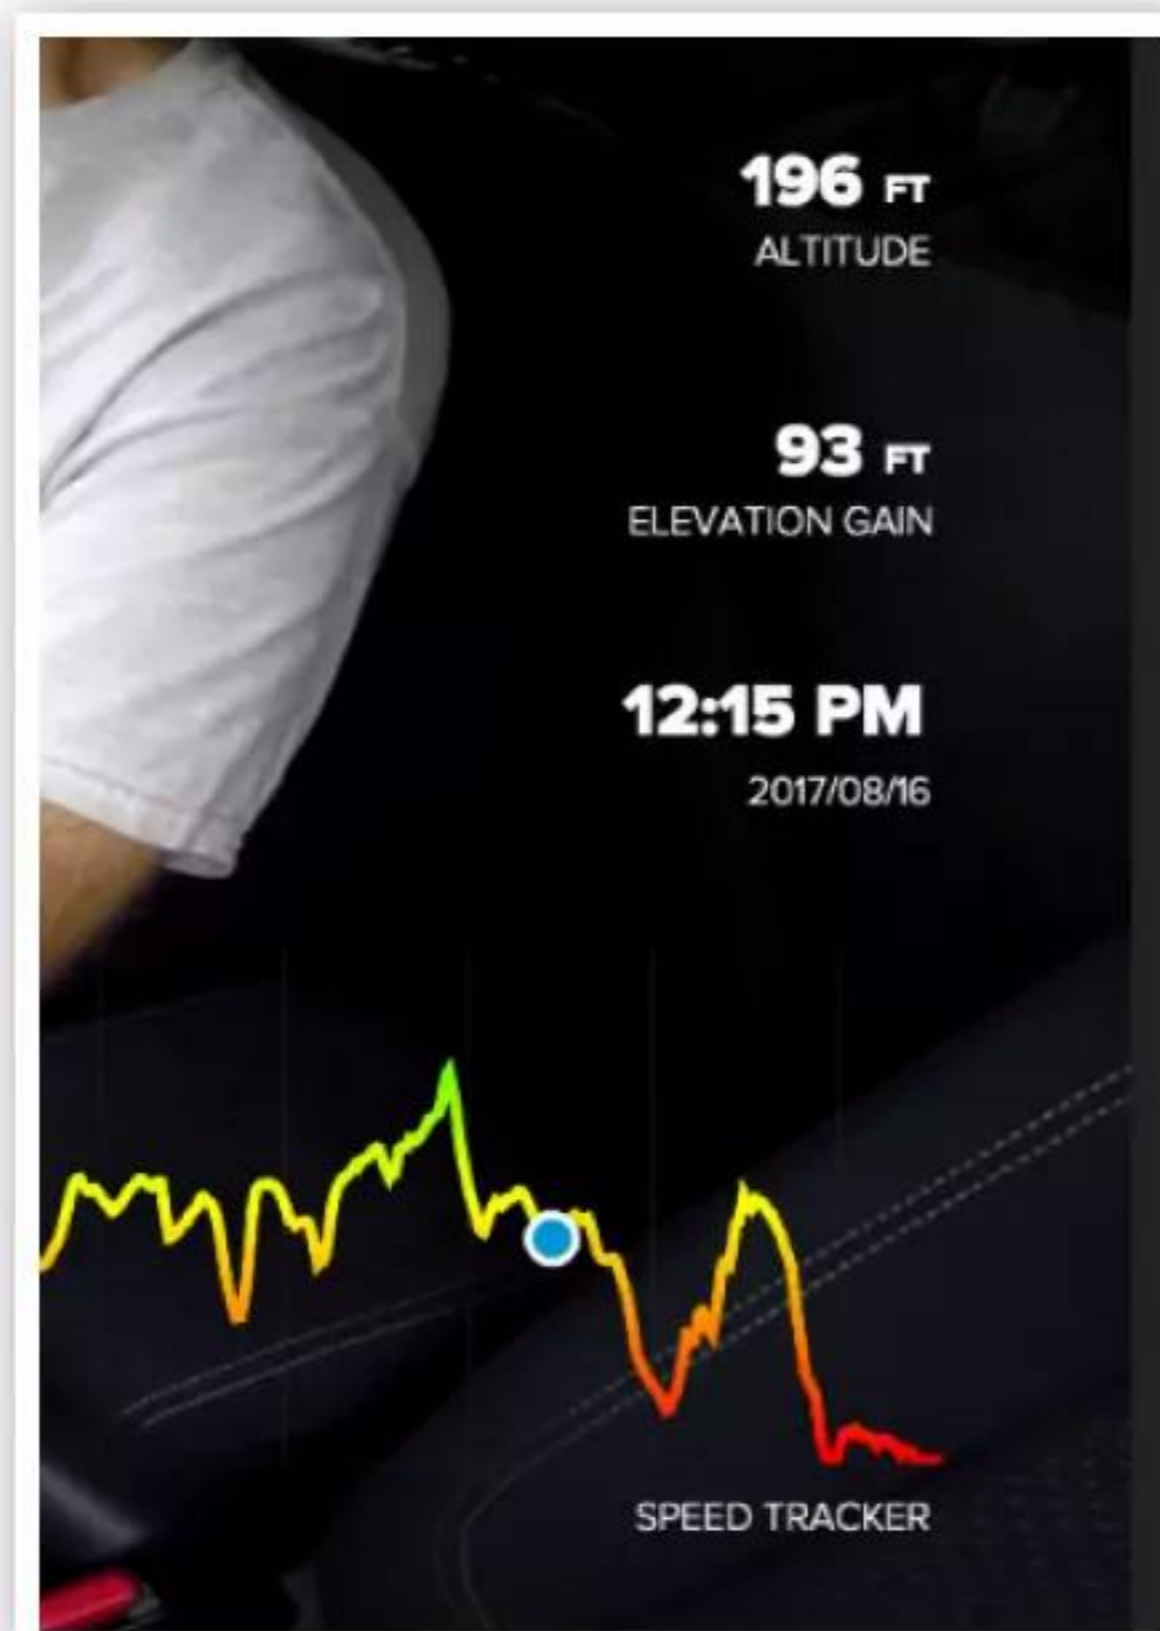 196 FT
ALTITUDE
93 FT
ELEVATION GAIN
12:15 PM
2017/08/16
SPEED TRACKER